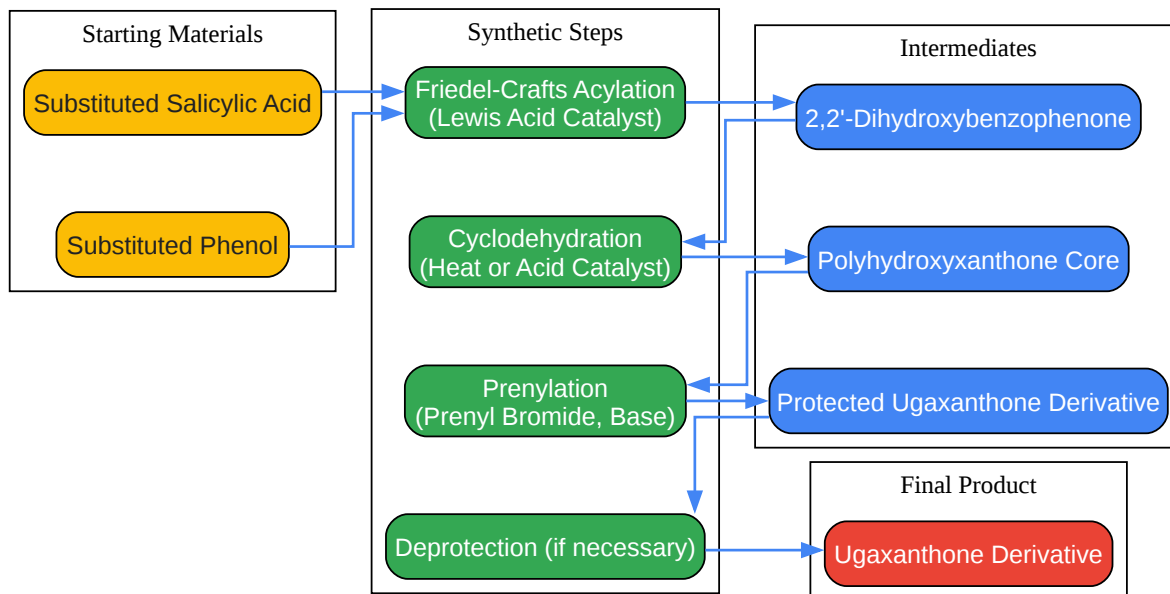 Starting Materials
Substituted Salicylic Acid
Substituted Phenol
Synthetic Steps
Friedel-Crafts Acylation
(Lewis Acid Catalyst)
Cyclodehydration
(Heat or Acid Catalyst)
Prenylation
(Prenyl Bromide, Base)
Deprotection (if necessary)
Intermediates
2,2'-Dihydroxybenzophenone
Polyhydroxyxanthone Core
Protected Ugaxanthone Derivative
Final Product
Ugaxanthone Derivative